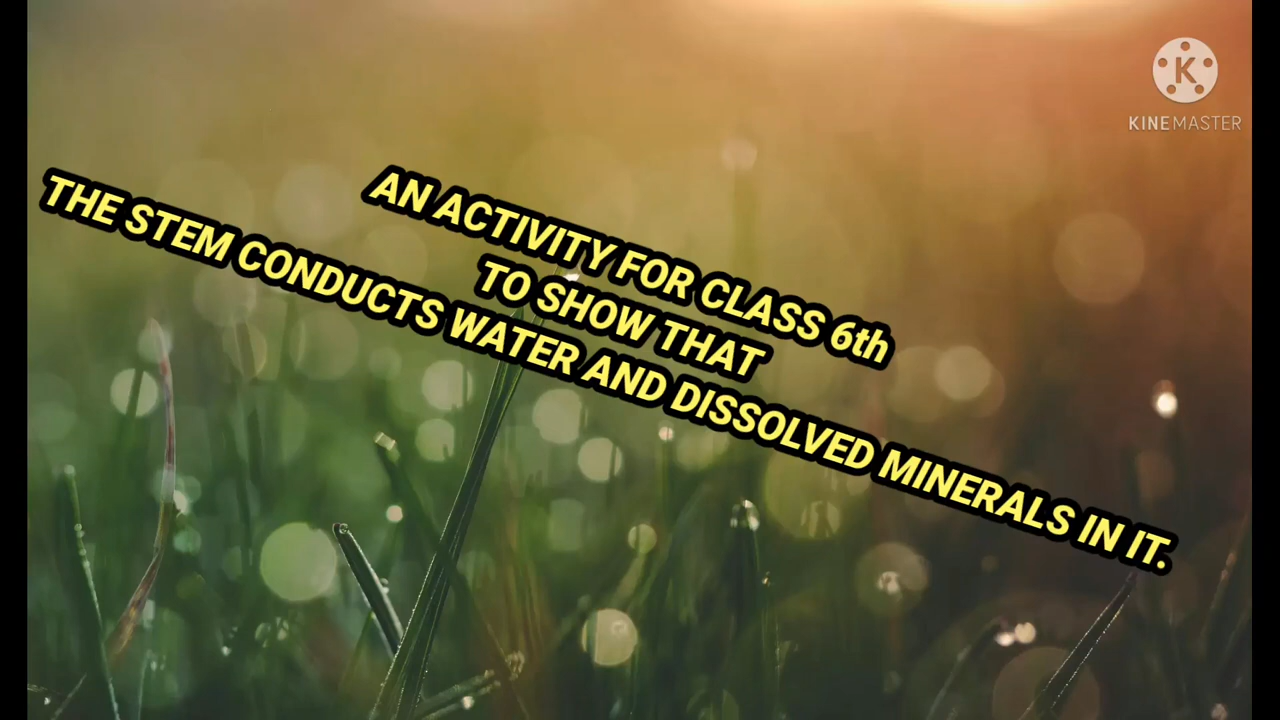 AN ACTIVITY FOR CLASS 6th
TO SHOW THAT
THE STEM CONDUCTS WATER AND DISSOLVED MINERALS IN IT.
K
KINEMASTER